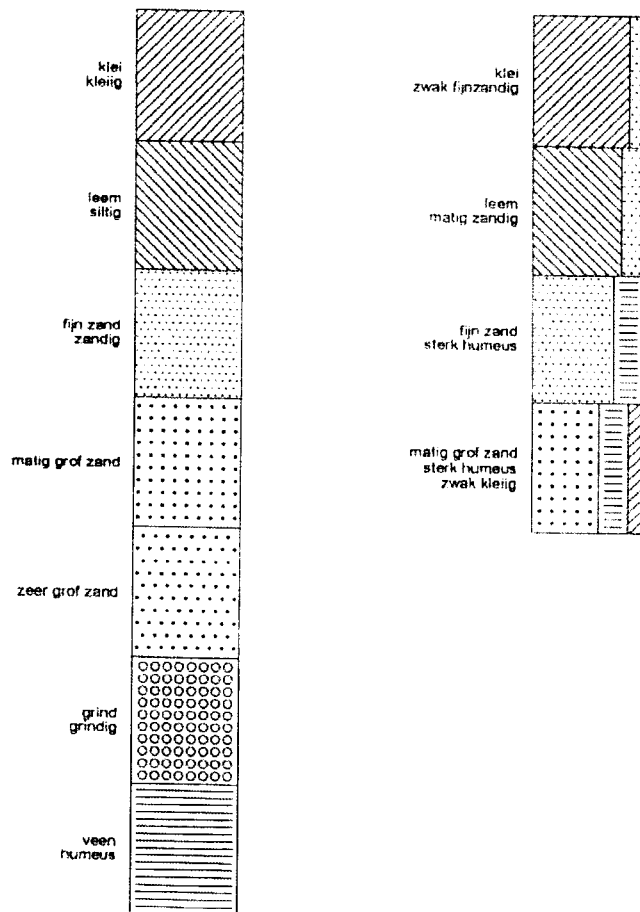 klei
kleiig
leem
siltig
fijn zand
zandig
matig grof zand
zeer grof zand
grind
grindig
veen
humeus
klei
zwak fijnzandig
leem
matig zandig
fijn zand
sterk humeus
matig grof zand
sterk humeus
zwak kleiig